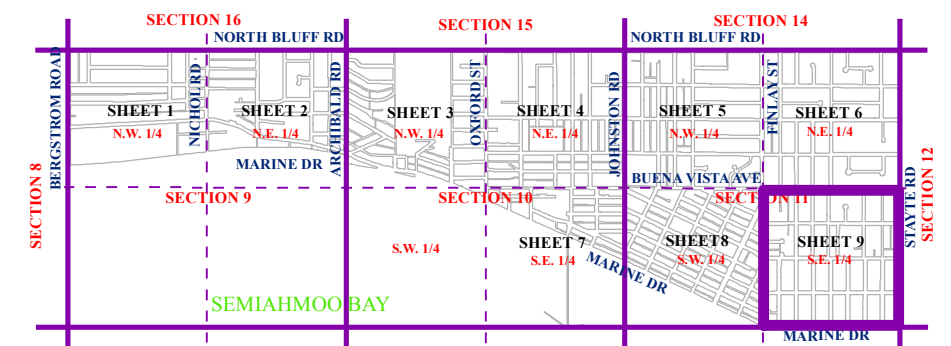 SECTION 16
SECTION 15
SECTION 14
NORTH BLUFF RD
NORTH BLUFF RD
BERGSTROM ROAD
NICHOL RD
ARCHIBALD RD
OXFORD ST
JOHNSTON RD
FINLAY ST
SHEET 1
SHEET 2
SHEET 3
SHEET 4
SHEET 5
SHEET 6
N.W. 1/4
N.E. 1/4
N.W. 1/4
N.E. 1/4
N.W. 1/4
N.E. 1/4
MARINE DR
BUENA VISTA AVE
SECTION 8
SECTION 9
SECTION 10
SECTION 11
SECTION 12
STAYTE RD
S.W. 1/4
SHEET 7
S.E. 1/4
SHEET8
S.W. 1/4
SHEET 9
S.E. 1/4
MARINE DR
SEMIAHMOO BAY
MARINE DR